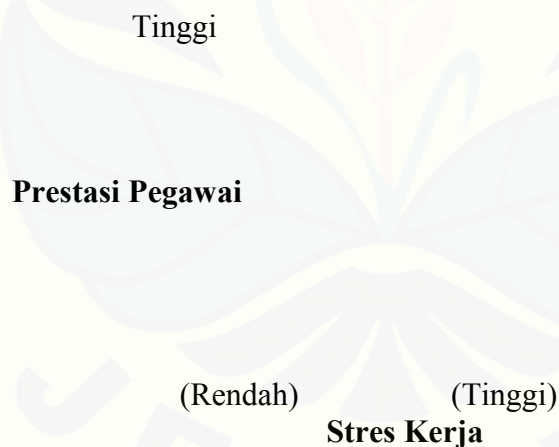 Tinggi
Prestasi Pegawai
(Rendah) (Tinggi)
Stres Kerja